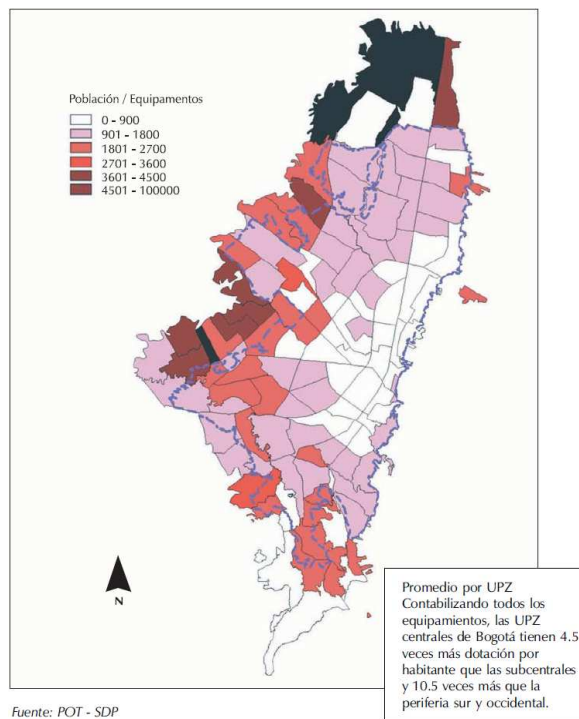 Población / Equipamentos
0 - 900
901 - 1800
1801 - 2700
2701 - 3600
3601 - 4500
4501 - 100000
N
Promedio por UPZ
Contabilizando todos los
equipamientos, las UPZ
centrales de Bogotá tienen 4.5
veces más dotación por
habitante que las subcentrales
y 10.5 veces más que la
periferia sur y occidental.
Fuente: POT - SDP